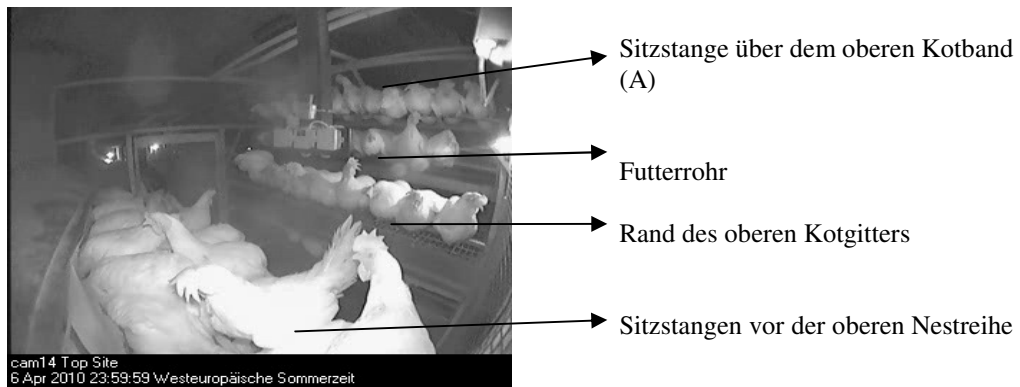 Sitzstange über dem oberen Kotband
(A)
Futterrohr
Rand des oberen Kotgitters
Sitzstangen vor der oberen Nestreihe
cam14 Top Site
6 Apr 2010 23:59:59 Westeuropäische Sommerzeit